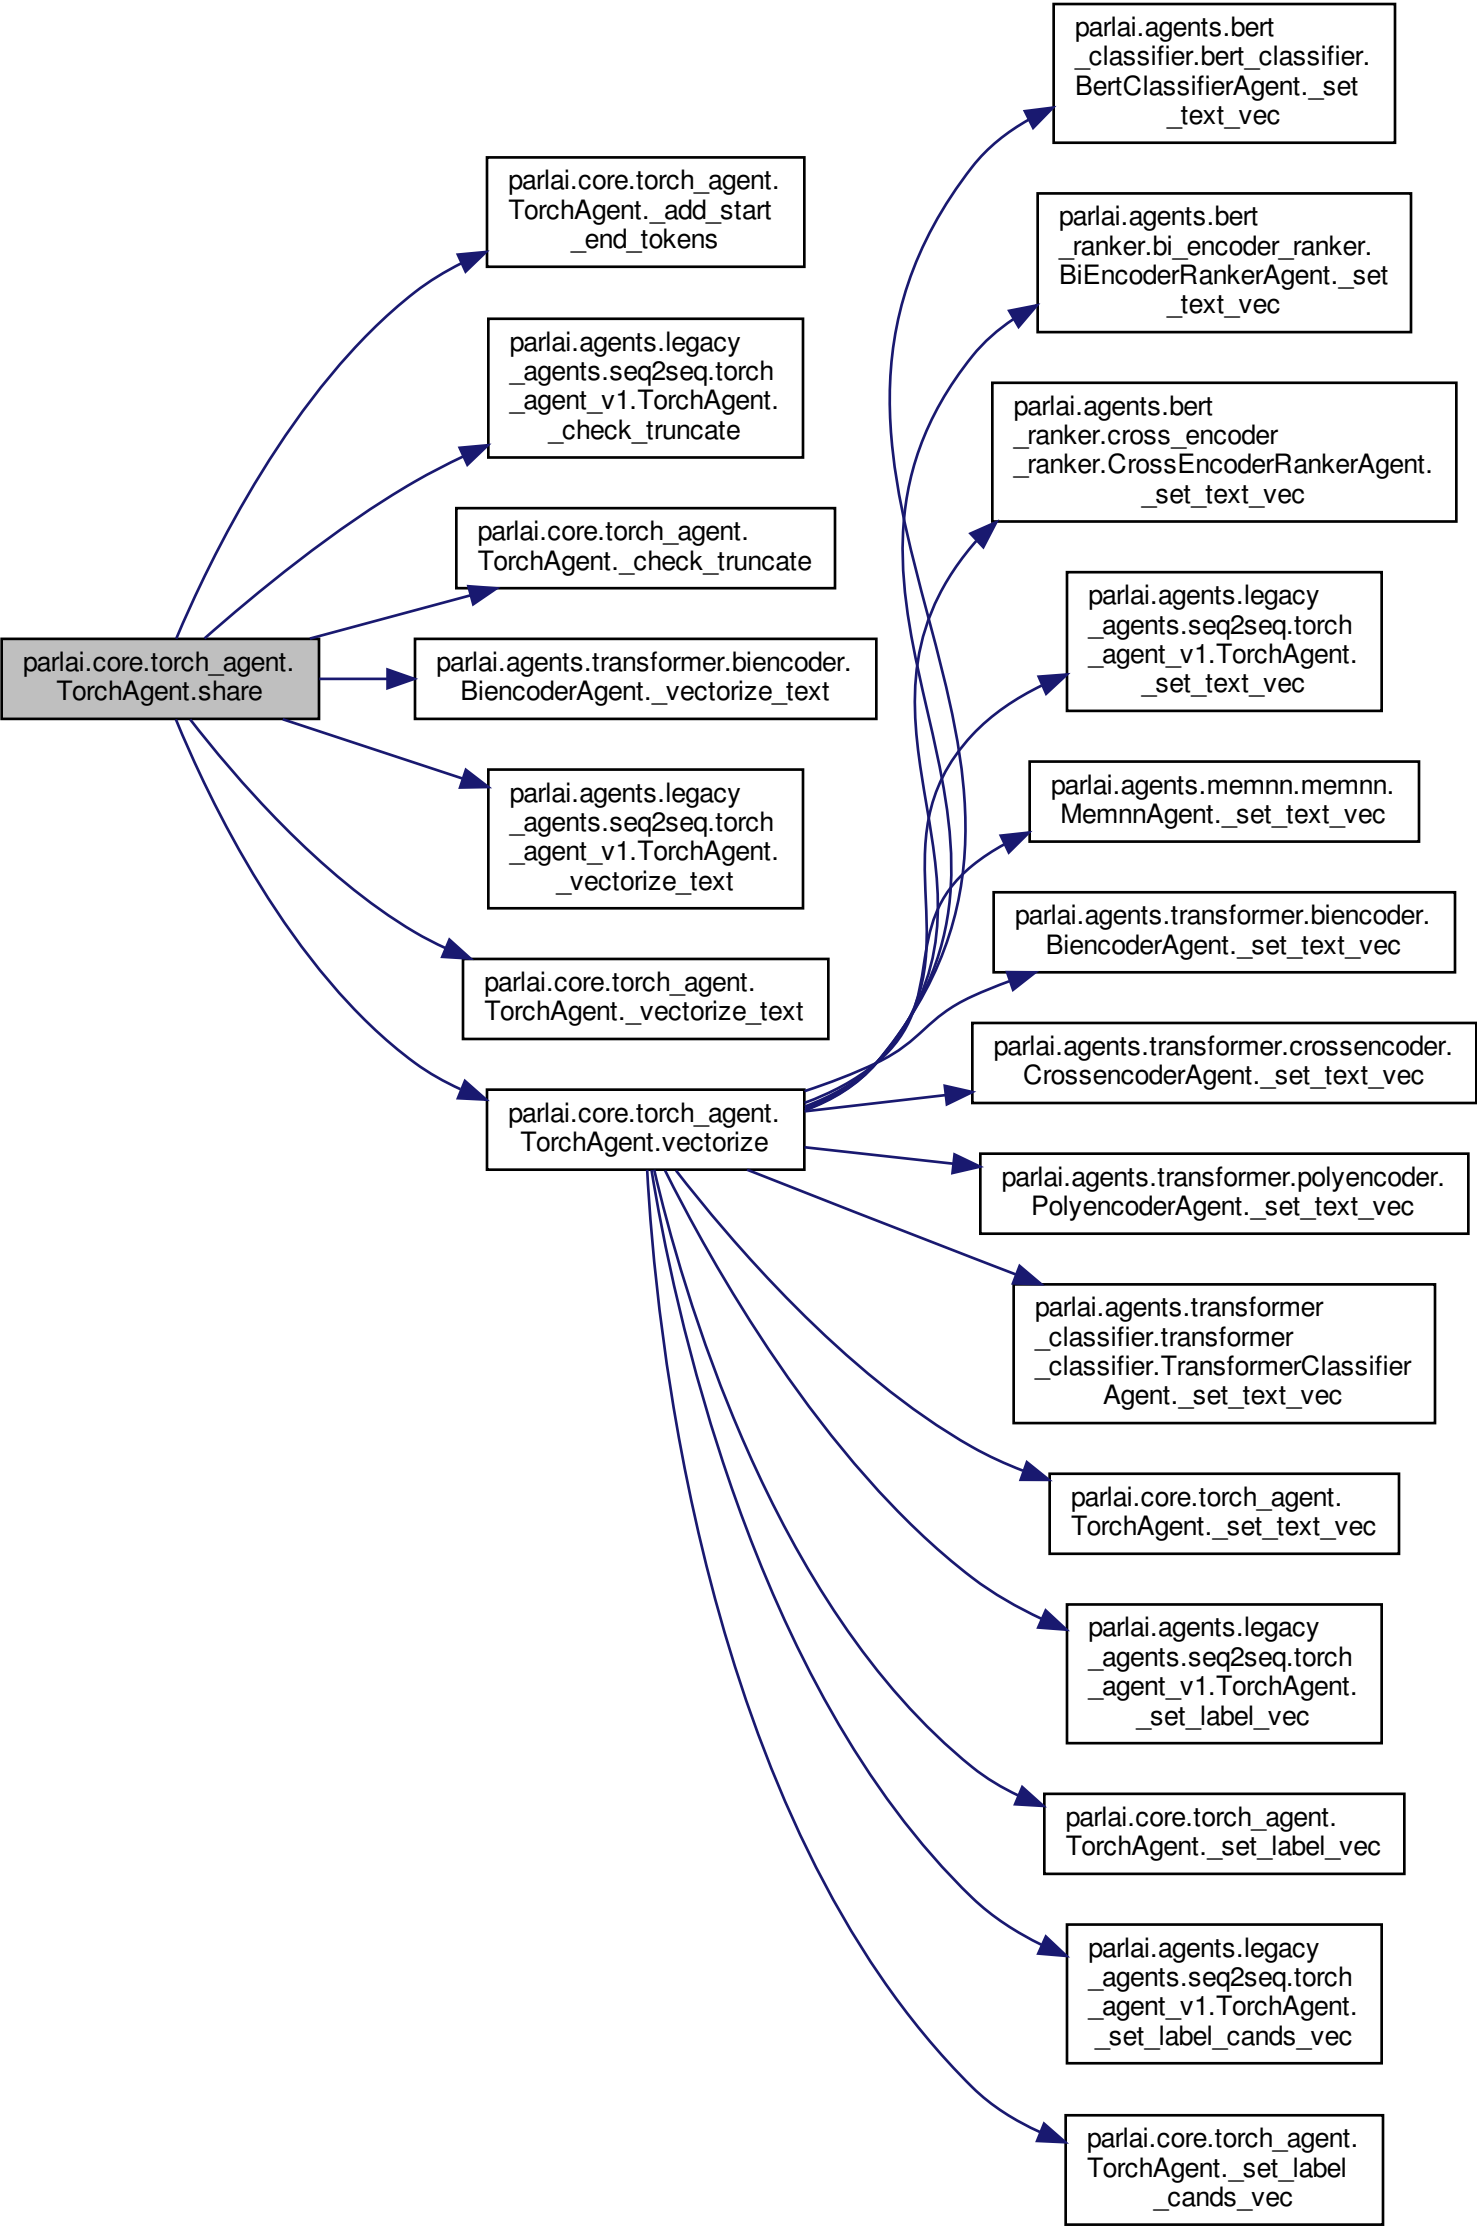 parlai.core.torch_agent.
TorchAgent.share
parlai.core.torch_agent.
TorchAgent._add_start
_end_tokens
parlai.agents.legacy
_agents.seq2seq.torch
_agent_v1.TorchAgent.
_check_truncate
parlai.core.torch_agent.
TorchAgent._check_truncate
parlai.agents.transformer.biencoder.
BiencoderAgent._vectorize_text
parlai.agents.legacy
_agents.seq2seq.torch
_agent_v1.TorchAgent.
_vectorize_text
parlai.core.torch_agent.
TorchAgent._vectorize_text
parlai.core.torch_agent.
TorchAgent.vectorize
parlai.agents.bert
_classifier.bert_classifier.
BertClassifierAgent._set
_text_vec
parlai.agents.bert
_ranker.bi_encoder_ranker.
BiEncoderRankerAgent._set
_text_vec
parlai.agents.bert
_ranker.cross_encoder
_ranker.CrossEncoderRankerAgent.
_set_text_vec
parlai.agents.legacy
_agents.seq2seq.torch
_agent_v1.TorchAgent.
_set_text_vec
parlai.agents.memnn.memnn.
MemnnAgent._set_text_vec
parlai.agents.transformer.biencoder.
BiencoderAgent._set_text_vec
parlai.agents.transformer.crossencoder.
CrossencoderAgent._set_text_vec
parlai.agents.transformer.polyencoder.
PolyencoderAgent._set_text_vec
parlai.agents.transformer
_classifier.transformer
_classifier.TransformerClassifier
Agent._set_text_vec
parlai.core.torch_agent.
TorchAgent._set_text_vec
parlai.agents.legacy
_agents.seq2seq.torch
_agent_v1.TorchAgent.
_set_label_vec
parlai.core.torch_agent.
TorchAgent._set_label_vec
parlai.agents.legacy
_agents.seq2seq.torch
_agent_v1.TorchAgent.
_set_label_cands_vec
parlai.core.torch_agent.
TorchAgent._set_label
_cands_vec